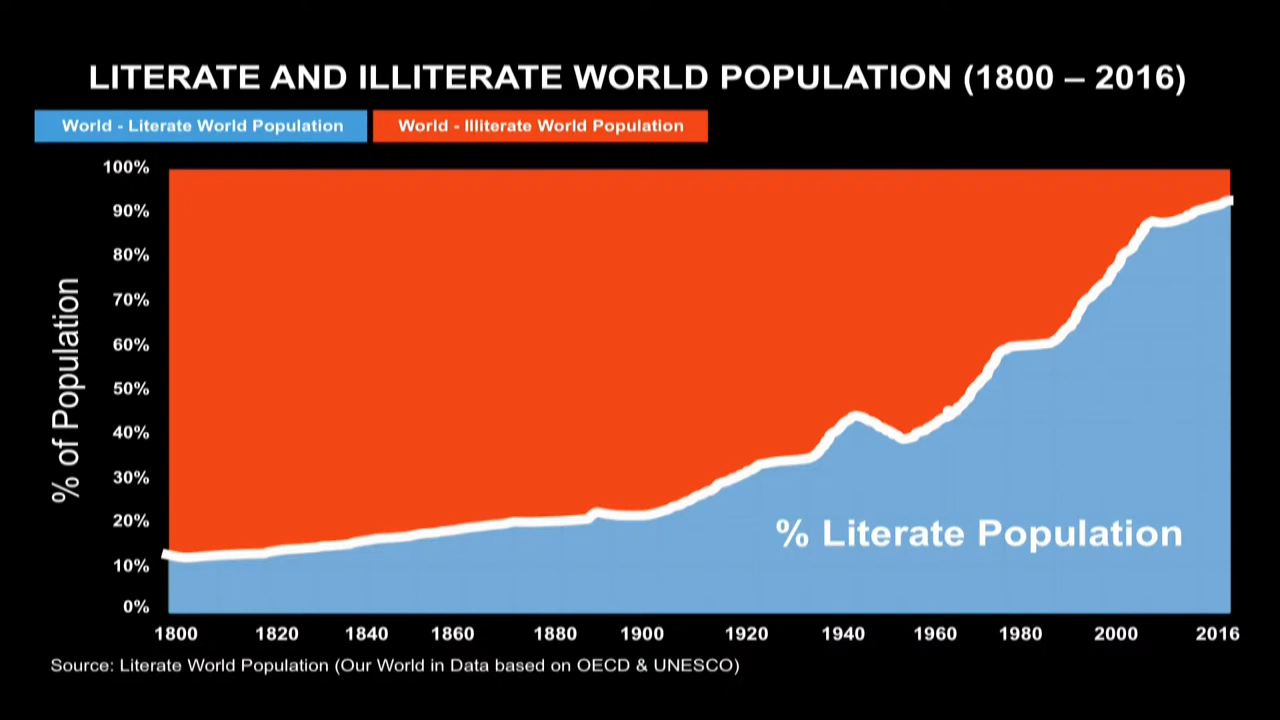 LITERATE AND ILLITERATE WORLD POPULATION (1800 – 2016)
World - Literate World Population
World - Illiterate World Population
% of Population
100%
90%
80%
70%
60%
50%
40%
30%
20%
10%
0%
% Literate Population
1800 1820 1840 1860 1880 1900 1920 1940 1960 1980 2000 2016
Source: Literate World Population (Our World in Data based on OECD & UNESCO)